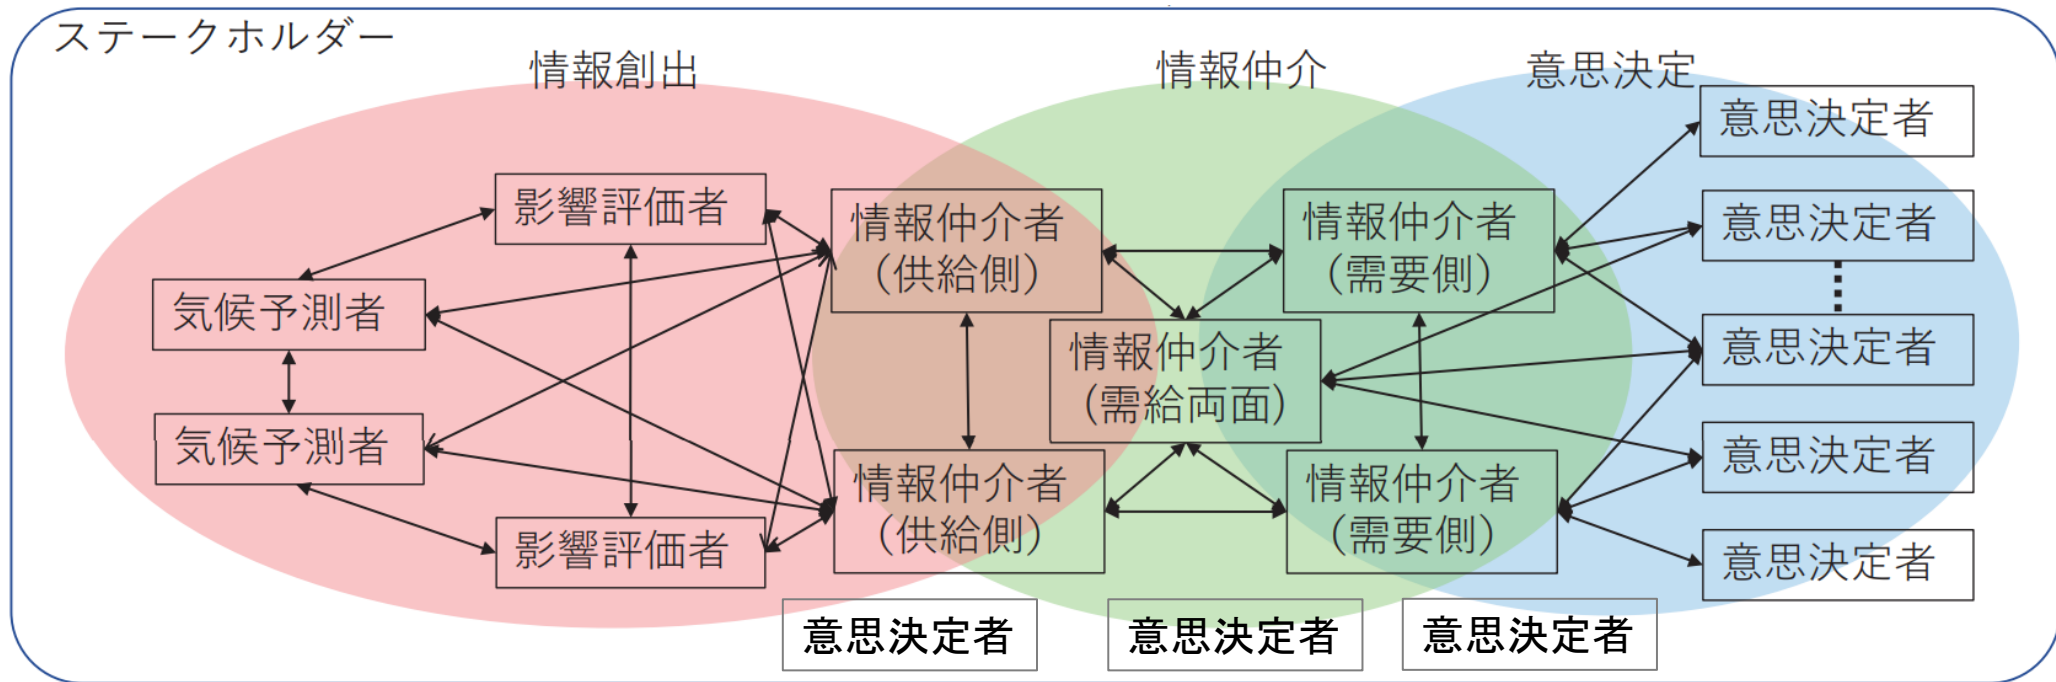 ステークホルダー
情報創出
情報仲介
意思決定
意思決定者
影響評価者
情報仲介者
(供給側)
情報仲介者
(需要側)
意思決定者
気候予測者
情報仲介者
(需給両面)
意思決定者
気候予測者
情報仲介者
(供給側)
情報仲介者
(需要側)
意思決定者
影響評価者
意思決定者
意思決定者
意思決定者
意思決定者